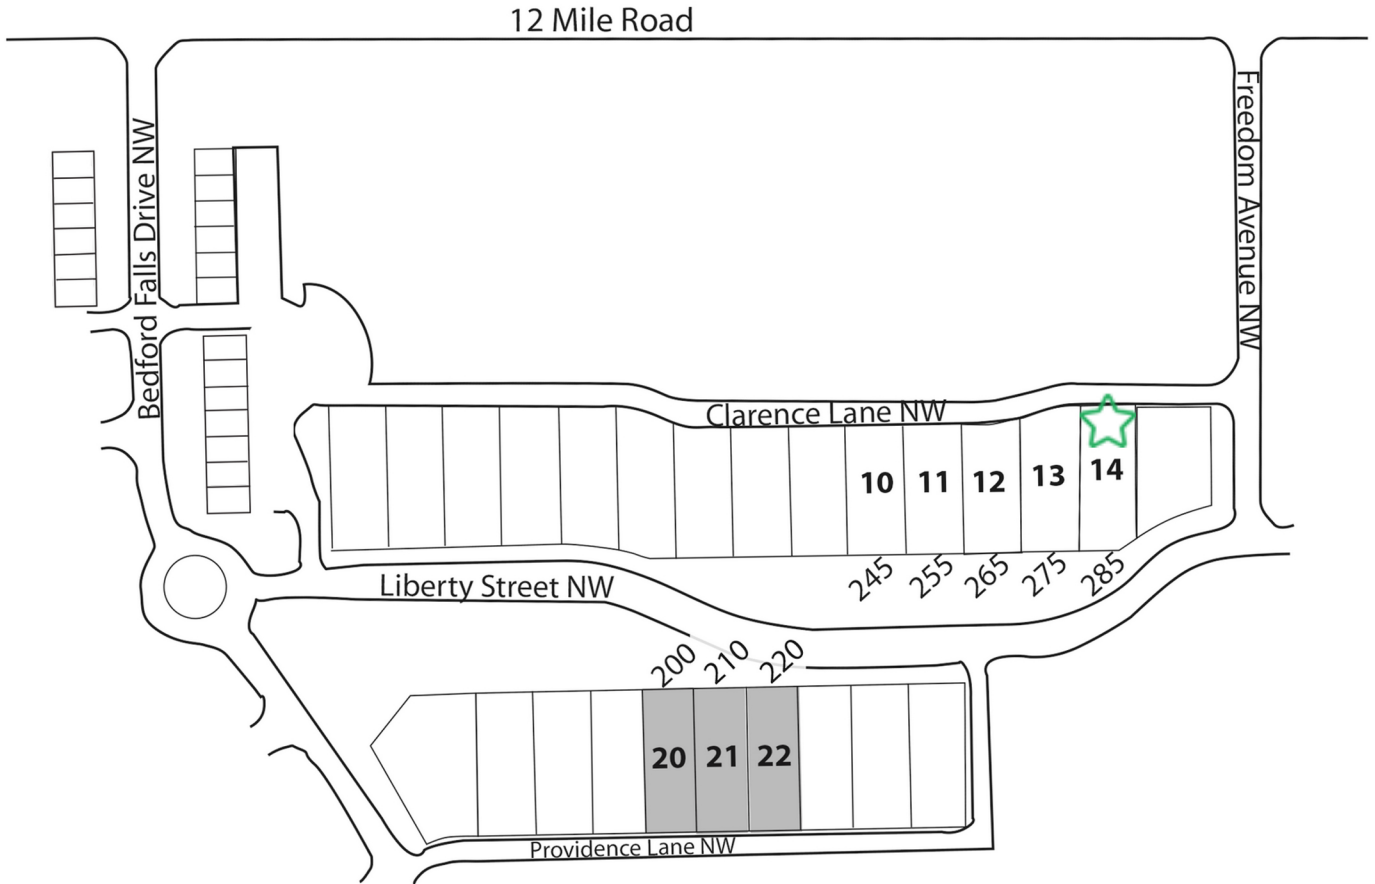 12 Mile Road
Freedom Avenue NW
Bedford Falls Drive NW
Clarence Lane NW
10 11 12 13 14
245 255 265 275 285
Liberty Street NW
200 210 220
20 21 22
Providence Lane NW